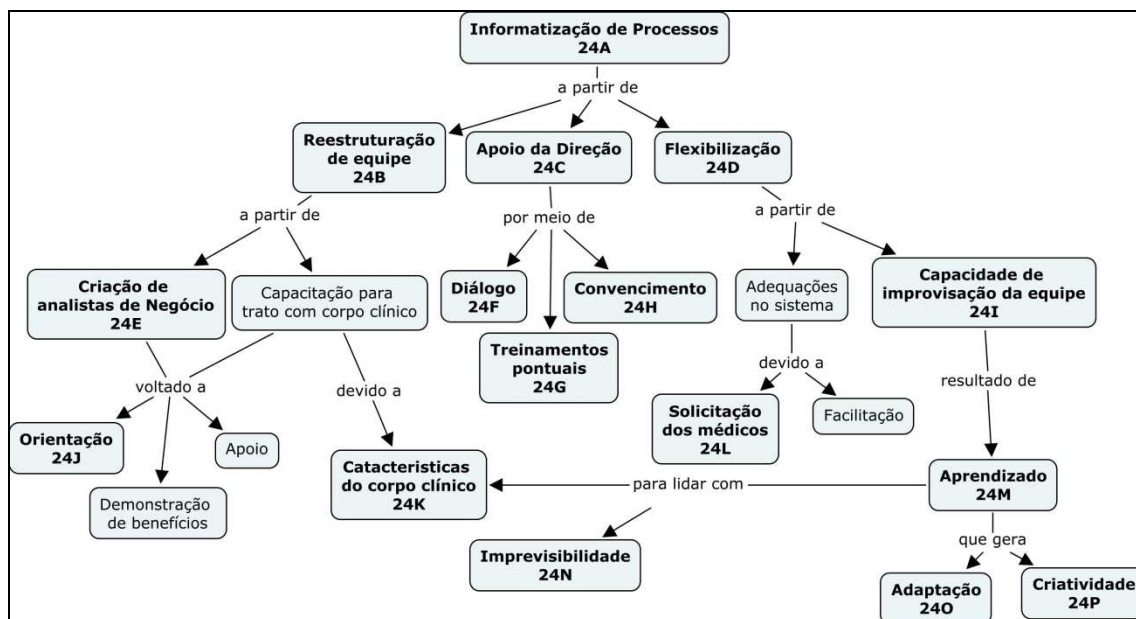 Informatização de Processos
24A
a partir de
Reestruturação
de equipe
24B
Apoio da Direção
24C
Flexibilização
24D
a partir de
por meio de
a partir de
Criação de
analistas de Negócio
24E
Capacitação para
trato com corpo clínico
Diálogo
24F
Convencimento
24H
Adequações
no sistema
Capacidade de
improvisação da equipe
24I
Treinamentos
pontuais
24G
voltado a
devido a
devido a
resultado de
Orientação
24J
Apoio
Solicitação
dos médicos
24L
Facilitação
Demonstração
de benefícios
Catacteristicas
do corpo clínico
24K
para lidar com
Aprendizado
24M
Imprevisibilidade
24N
que gera
Adaptação
24O
Criatividade
24P